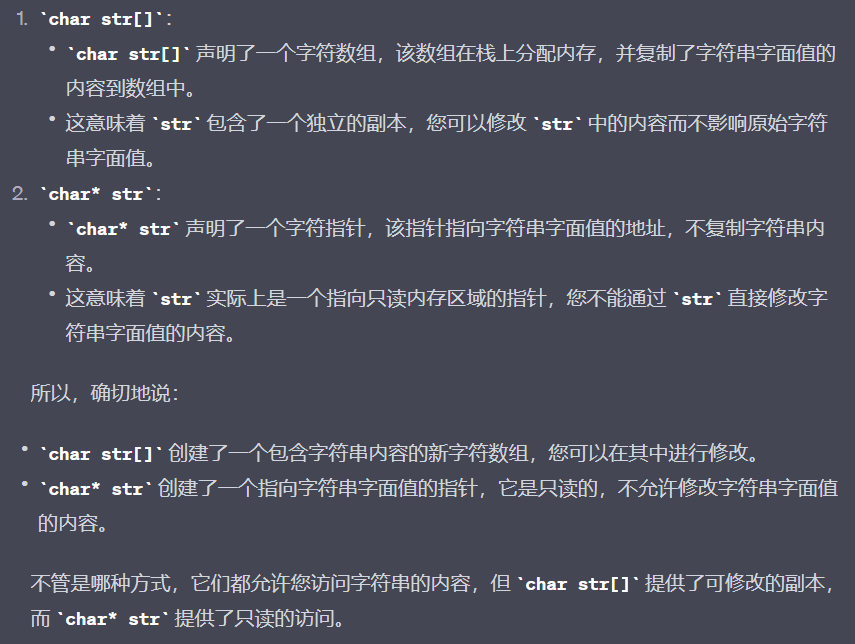 1. `char str[]`:
• `char str[]` 声明了一个字符数组，该数组在栈上分配内存，并复制了字符串字面值的
内容到数组中。
• 这意味着 `str` 包含了一个独立的副本，您可以修改 `str` 中的内容而不影响原始字符
串字面值。
2. `char* str`:
• `char* str` 声明了一个字符指针，该指针指向字符串字面值的地址，不复制字符串内
容。
• 这意味着 `str` 实际上是一个指向只读内存区域的指针，您不能通过 `str` 直接修改字
符串字面值的内容。
所以，确切地说：
• `char str[]` 创建了一个包含字符串内容的新字符数组，您可以在其中进行修改。
• `char* str` 创建了一个指向字符串字面值的指针，它是只读的，不允许修改字符串字面值
的内容。
不管是哪种方式，它们都允许您访问字符串的内容，但 `char str[]` 提供了可修改的副本，
而 `char* str` 提供了只读的访问。